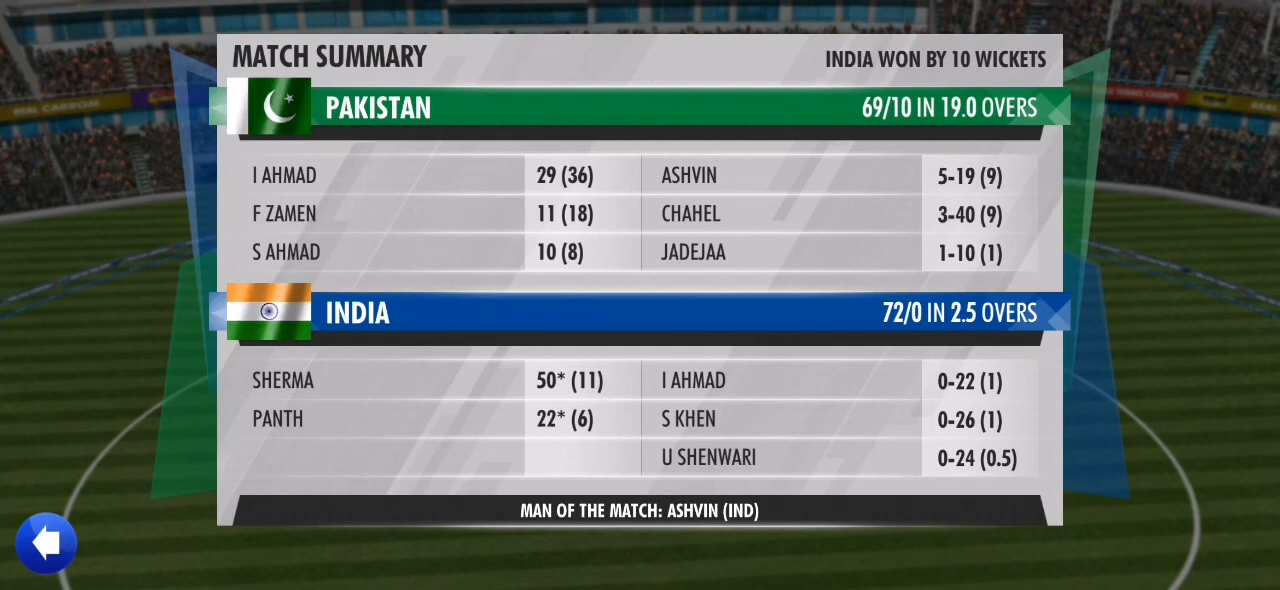 MATCH SUMMARY INDIA WON BY 10 WICKETS
PAKISTAN 69/10 IN 19.0 OVERS
I AHMAD 29 (36) ASHVIN 5-19 (9)
F ZAMEN 11 (18) CHAHEL 3-40 (9)
S AHMAD 10 (8) JADEJAA 1-10 (1)
INDIA 72/0 IN 2.5 OVERS
SHERMA 50* (11) I AHMAD 0-22 (1)
PANTH 22* (6) S KHEN 0-26 (1)
U SHENWARI 0-24 (0.5)
MAN OF THE MATCH: ASHVIN (IND)